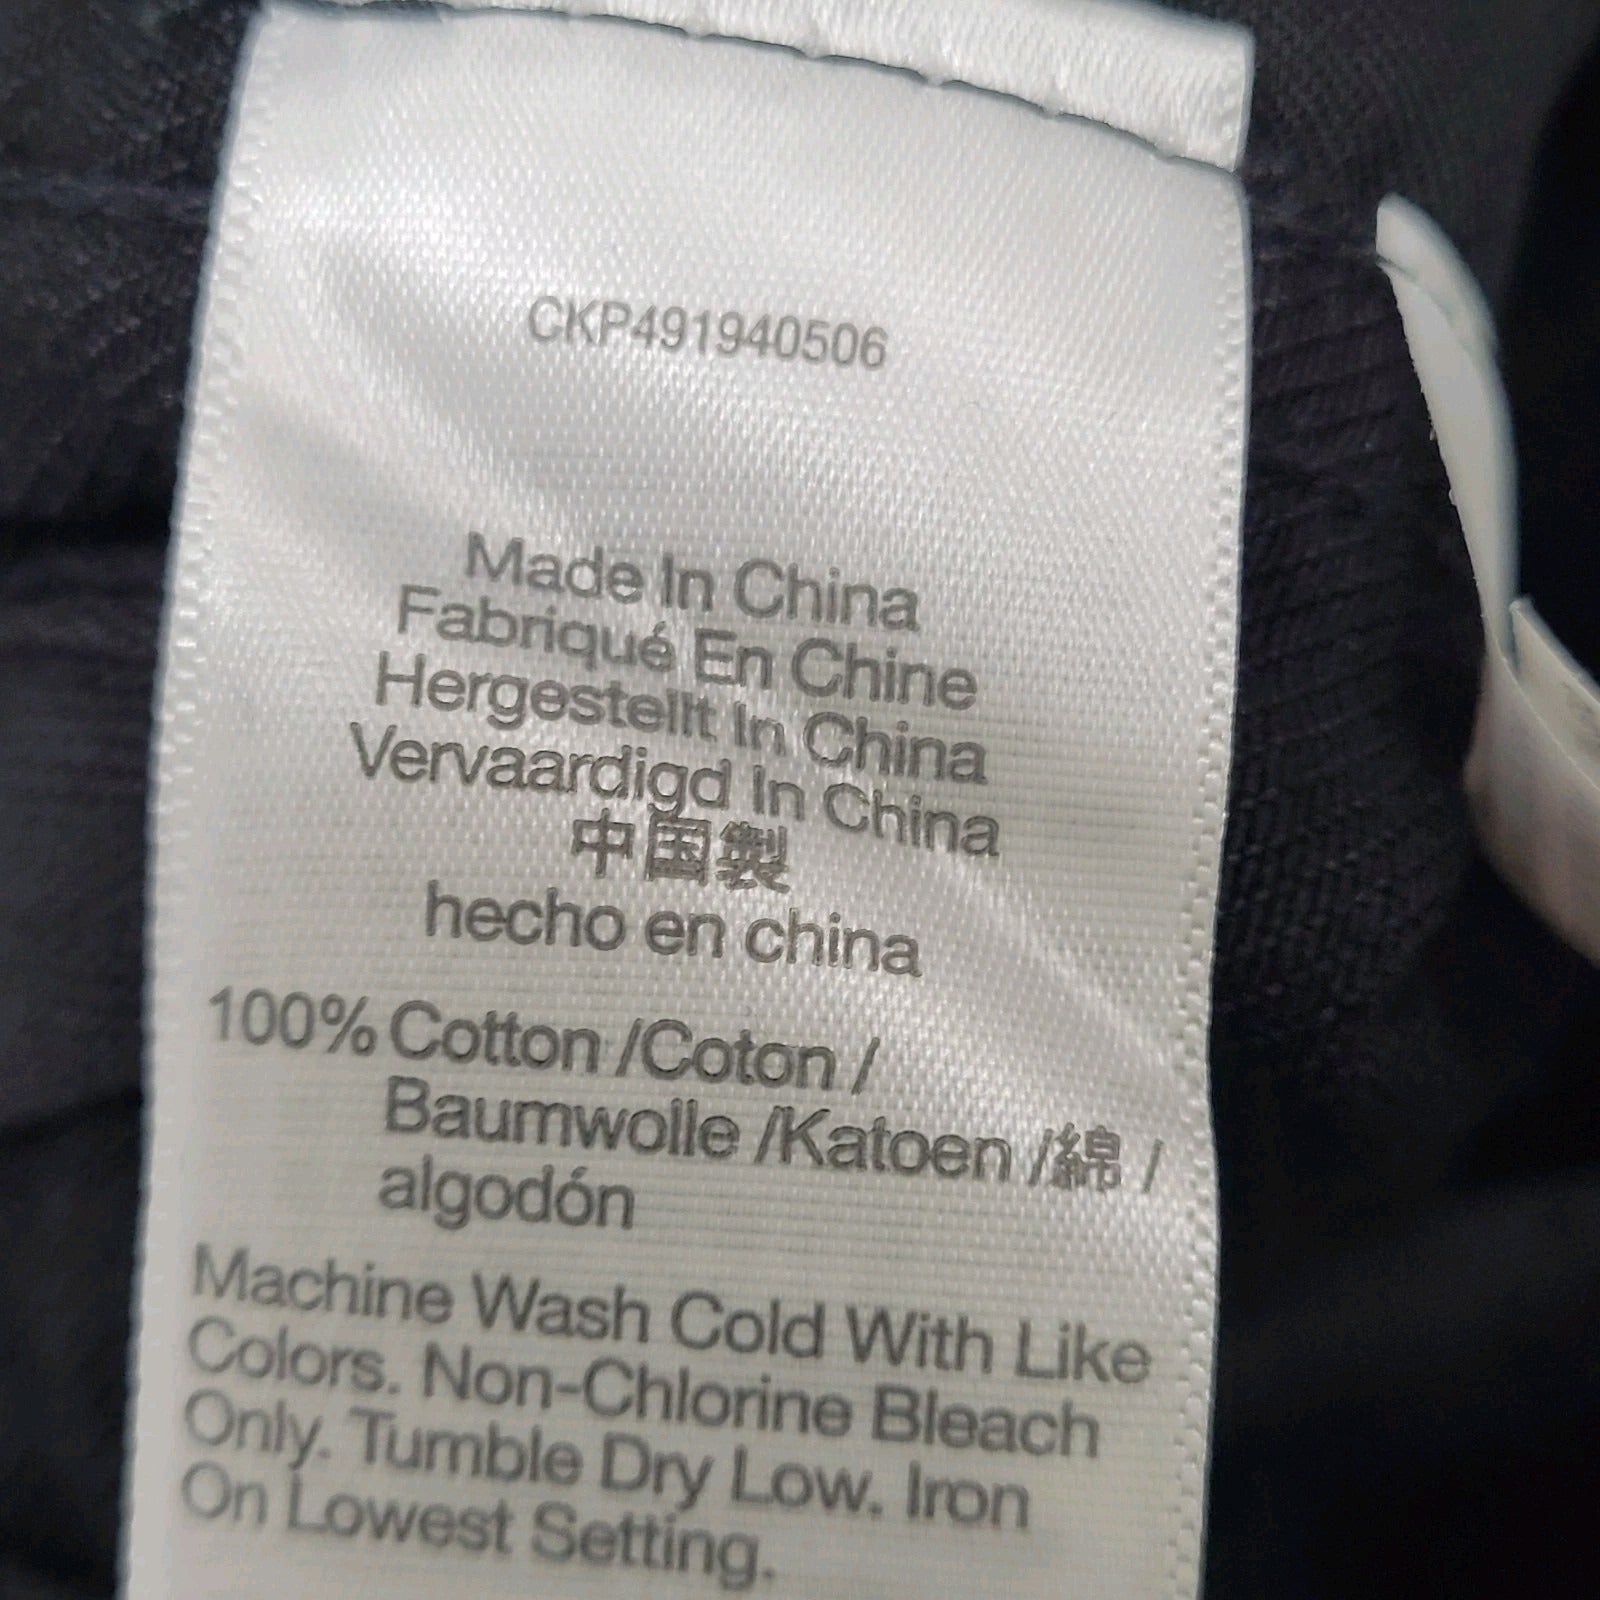 CKP491940506
Made In China
Fabriqué En Chine
Hergestellt In China
Vervaardigd In China
中国製
hecho en china
100% Cotton /Coton /
Baumwolle /Katoen /綿 /
algodón
Machine Wash Cold With Like
Colors. Non-Chlorine Bleach
Only. Tumble Dry Low. Iron
On Lowest Setting.